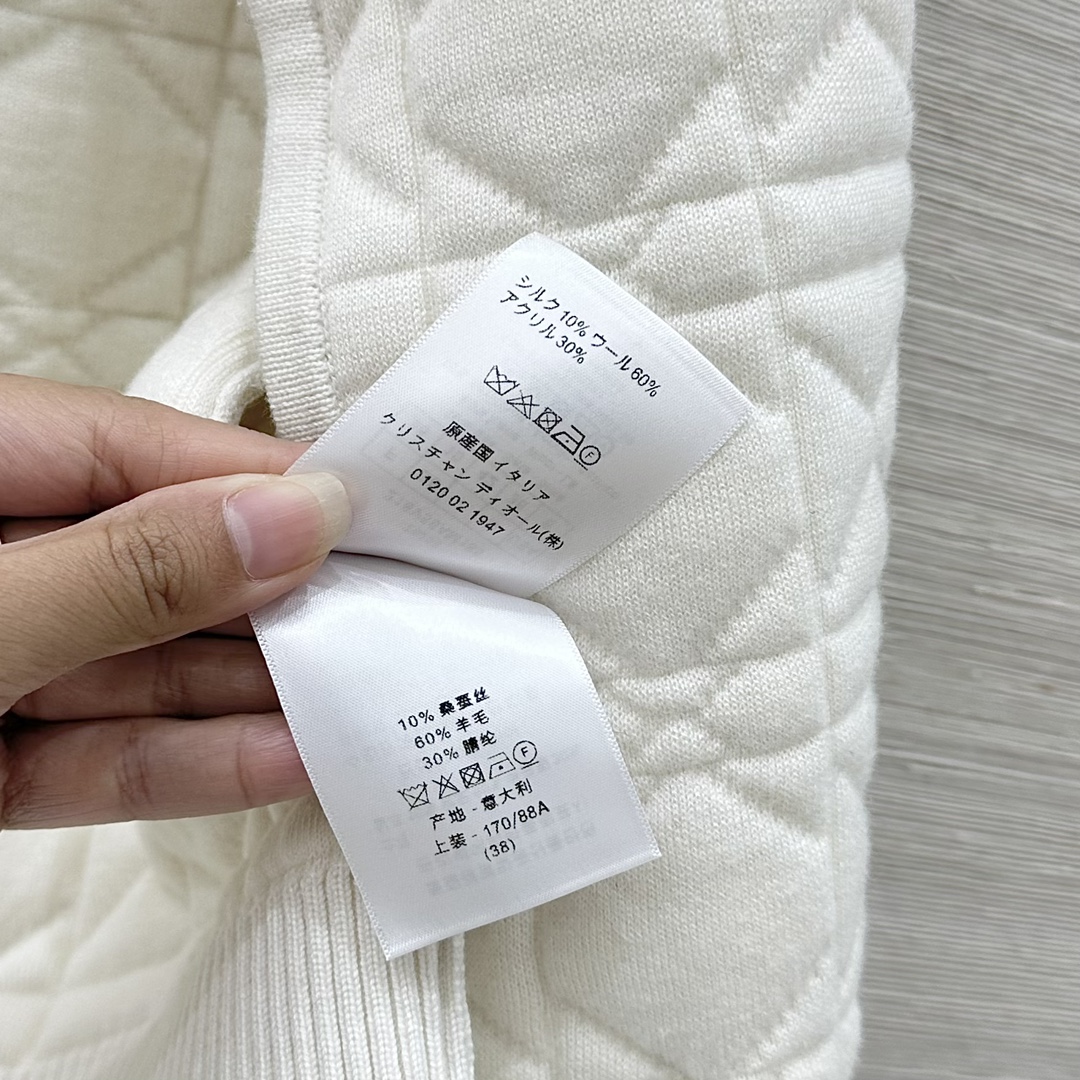 シルク 10% ウール 60%
アクリル 30%
F
原産国 イタリア
クリスチャン ディオール(株)
0120 02 1947
10% 桑蚕丝
60% 羊毛
30% 腈纶
F
产地 - 意大利
上装 - 170/88A
(38)